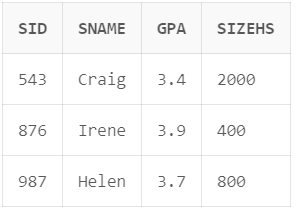 SID SNAME GPA SIZEHS
543 Craig 3.4 2000
876 Irene 3.9 400
987 Helen 3.7 800